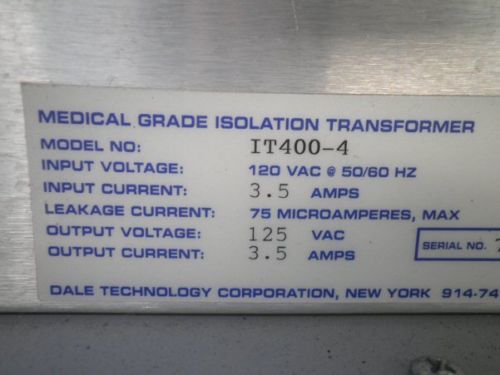 MEDICAL GRADE ISOLATION TRANSFORMER
MODEL NO: IT400-4
INPUT VOLTAGE: 120 VAC @ 50/60 HZ
INPUT CURRENT: 3.5 AMPS
LEAKAGE CURRENT: 75 MICROAMPERES, MAX
OUTPUT VOLTAGE: 125 VAC
OUTPUT CURRENT: 3.5 AMPS
SERIAL NO.
DALE TECHNOLOGY CORPORATION, NEW YORK 914-74